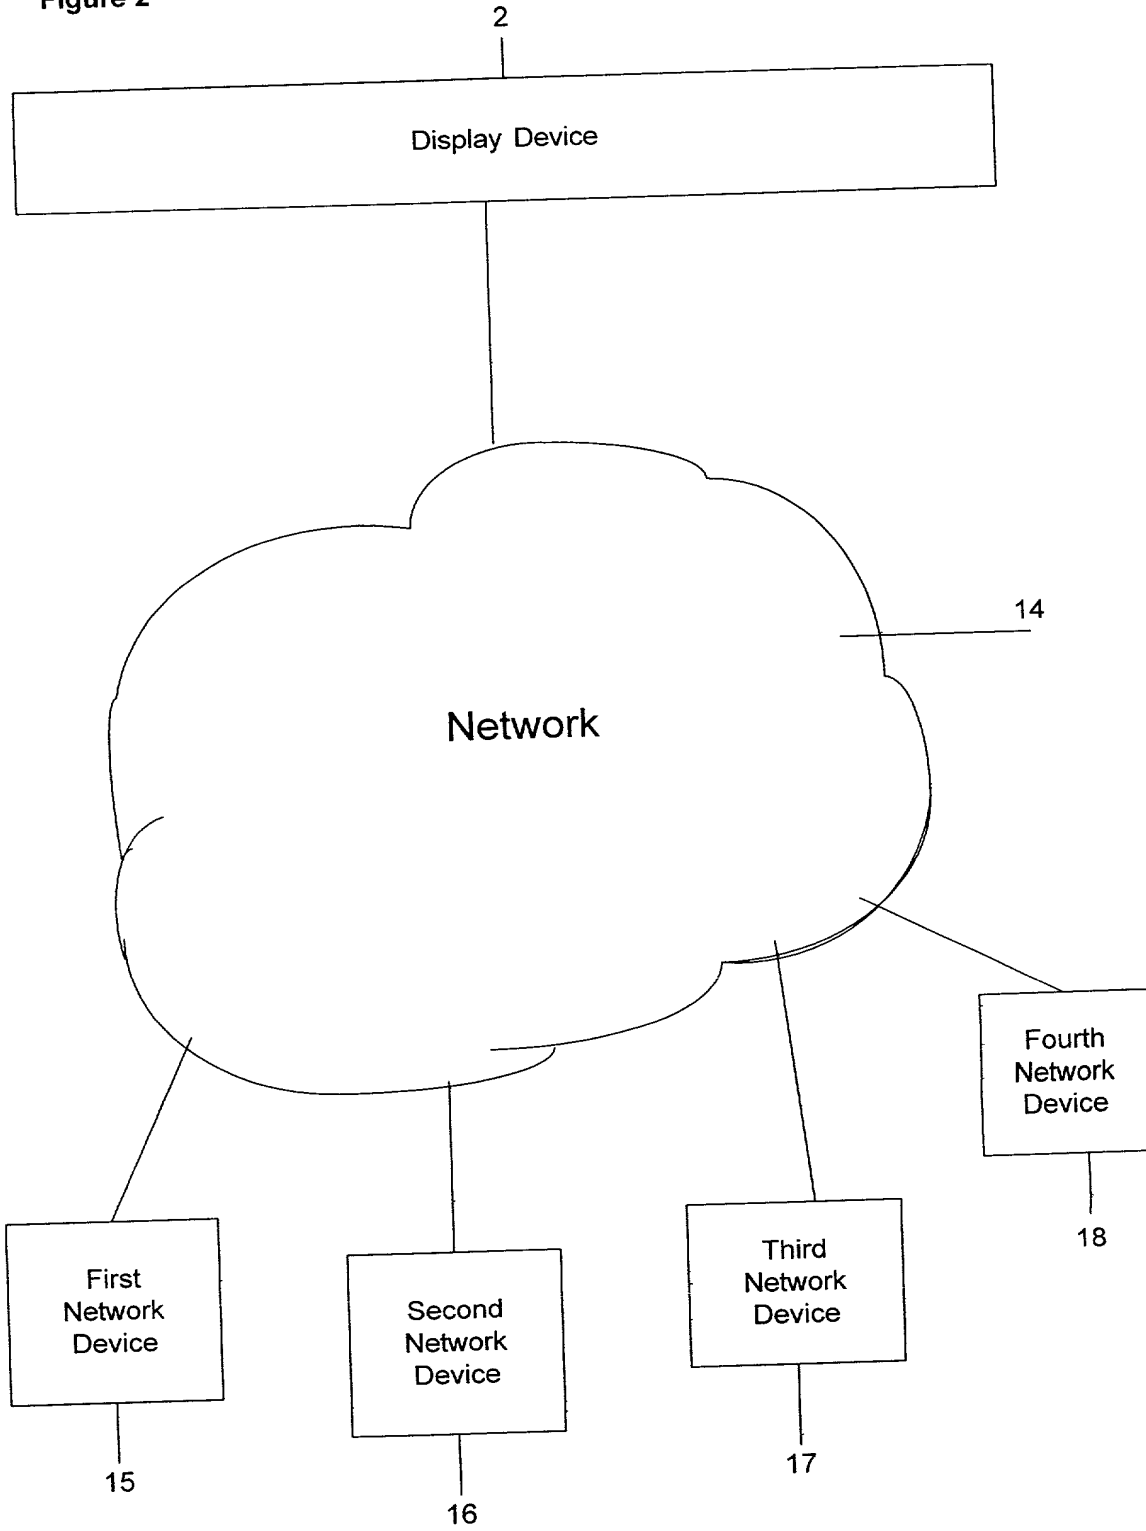 Figure 2
2
Display Device
14
Network
Fourth
Network
Device
18
Third
Network
Device
17
First
Network
Device
15
Second
Network
Device
16